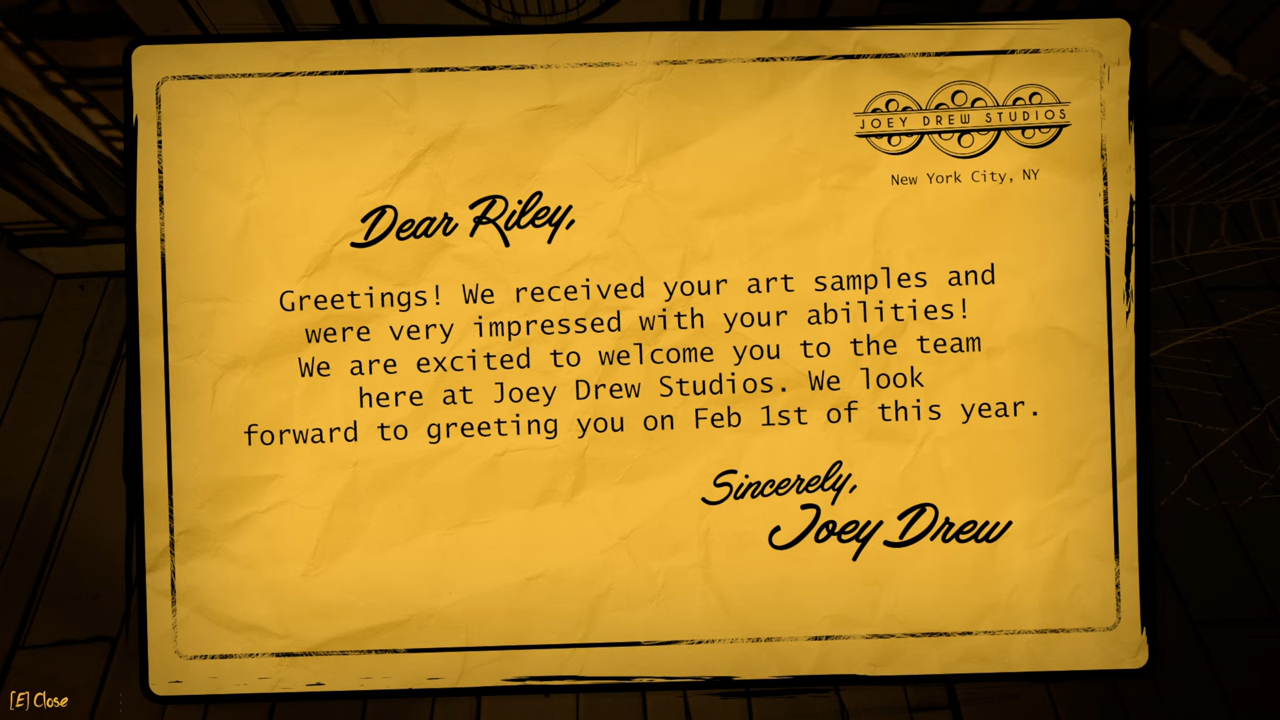 JOEY DREW STUDIOS
New York City, NY
Dear Riley,
Greetings! We received your art samples and
were very impressed with your abilities!
We are excited to welcome you to the team
here at Joey Drew Studios. We look
forward to greeting you on Feb 1st of this year.
Sincerely,
Joey Drew
[E] Close